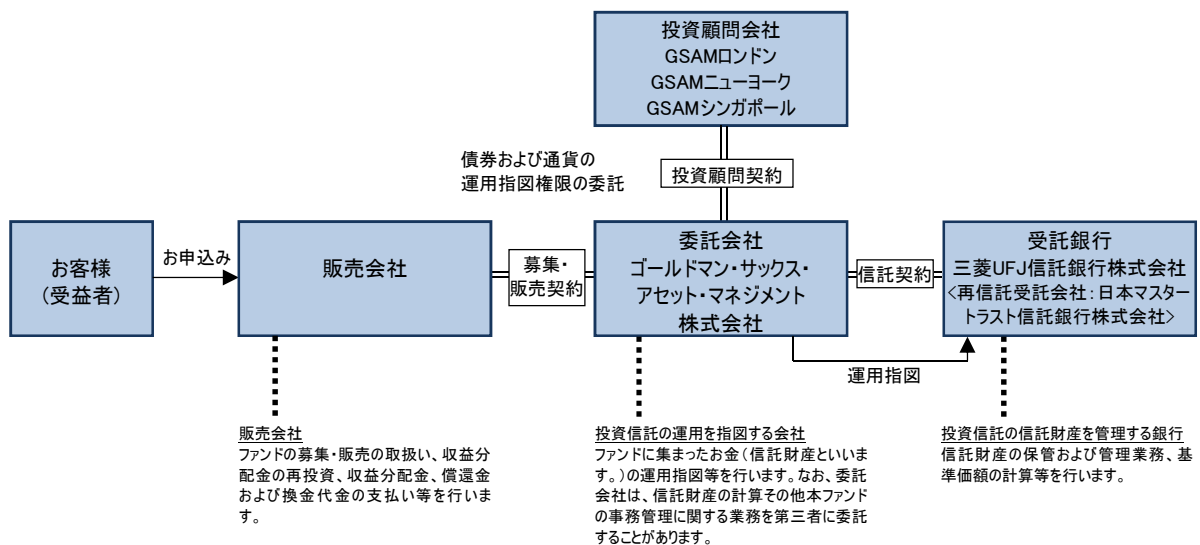 投資顧問会社
GSAMロンドン
GSAMニューヨーク
GSAMシンガポール
債券および通貨の
運用指図権限の委託
投資顧問契約
お客様
(受益者)
お申込み
販売会社
募集・
販売契約
委託会社
ゴールドマン・サックス・
アセット・マネジメント
株式会社
信託契約
受託銀行
三菱UFJ信託銀行株式会社
<再信託受託会社:日本マスター
トラスト信託銀行株式会社>
運用指図
販売会社
ファンドの募集・販売の取扱い、収益分
配金の再投資、収益分配金、償還金
および換金代金の支払い等を行いま
す。
投資信託の運用を指図する会社
ファンドに集まったお金(信託財産といいま
す。)の運用指図等を行います。なお、委託
会社は、信託財産の計算その他本ファンド
の事務管理に関する業務を第三者に委託
することがあります。
投資信託の信託財産を管理する銀行
信託財産の保管および管理業務、基
準価額の計算等を行います。